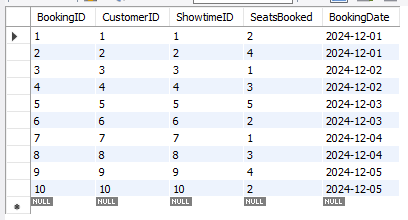 BookingID CustomerID ShowtimeID SeatsBooked BookingDate
1 1 1 2 2024-12-01
2 2 2 4 2024-12-01
3 3 3 1 2024-12-02
4 4 4 3 2024-12-02
5 5 5 5 2024-12-03
6 6 6 2 2024-12-03
7 7 7 1 2024-12-04
8 8 8 3 2024-12-04
9 9 9 4 2024-12-05
10 10 10 2 2024-12-05
NULL NULL NULL NULL NULL